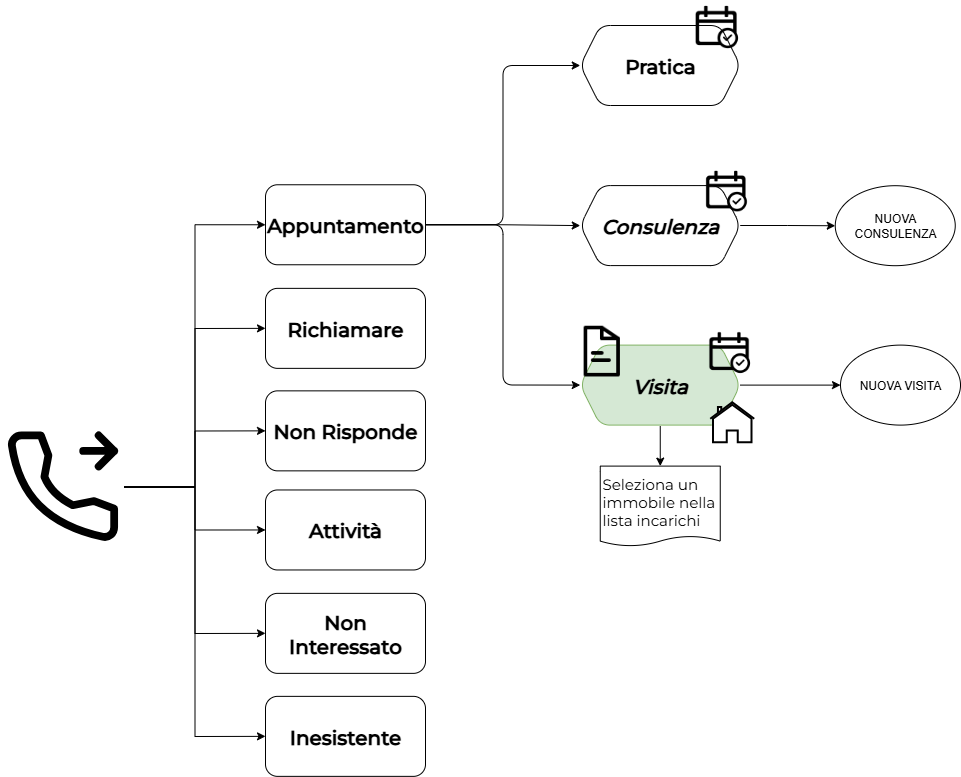 Pratica
Appuntamento
Consulenza
NUOVA
CONSULENZA
Richiamare
Visita
NUOVA VISITA
Non Risponde
Seleziona un
immobile nella
lista incarichi
Attività
Non
Interessato
Inesistente